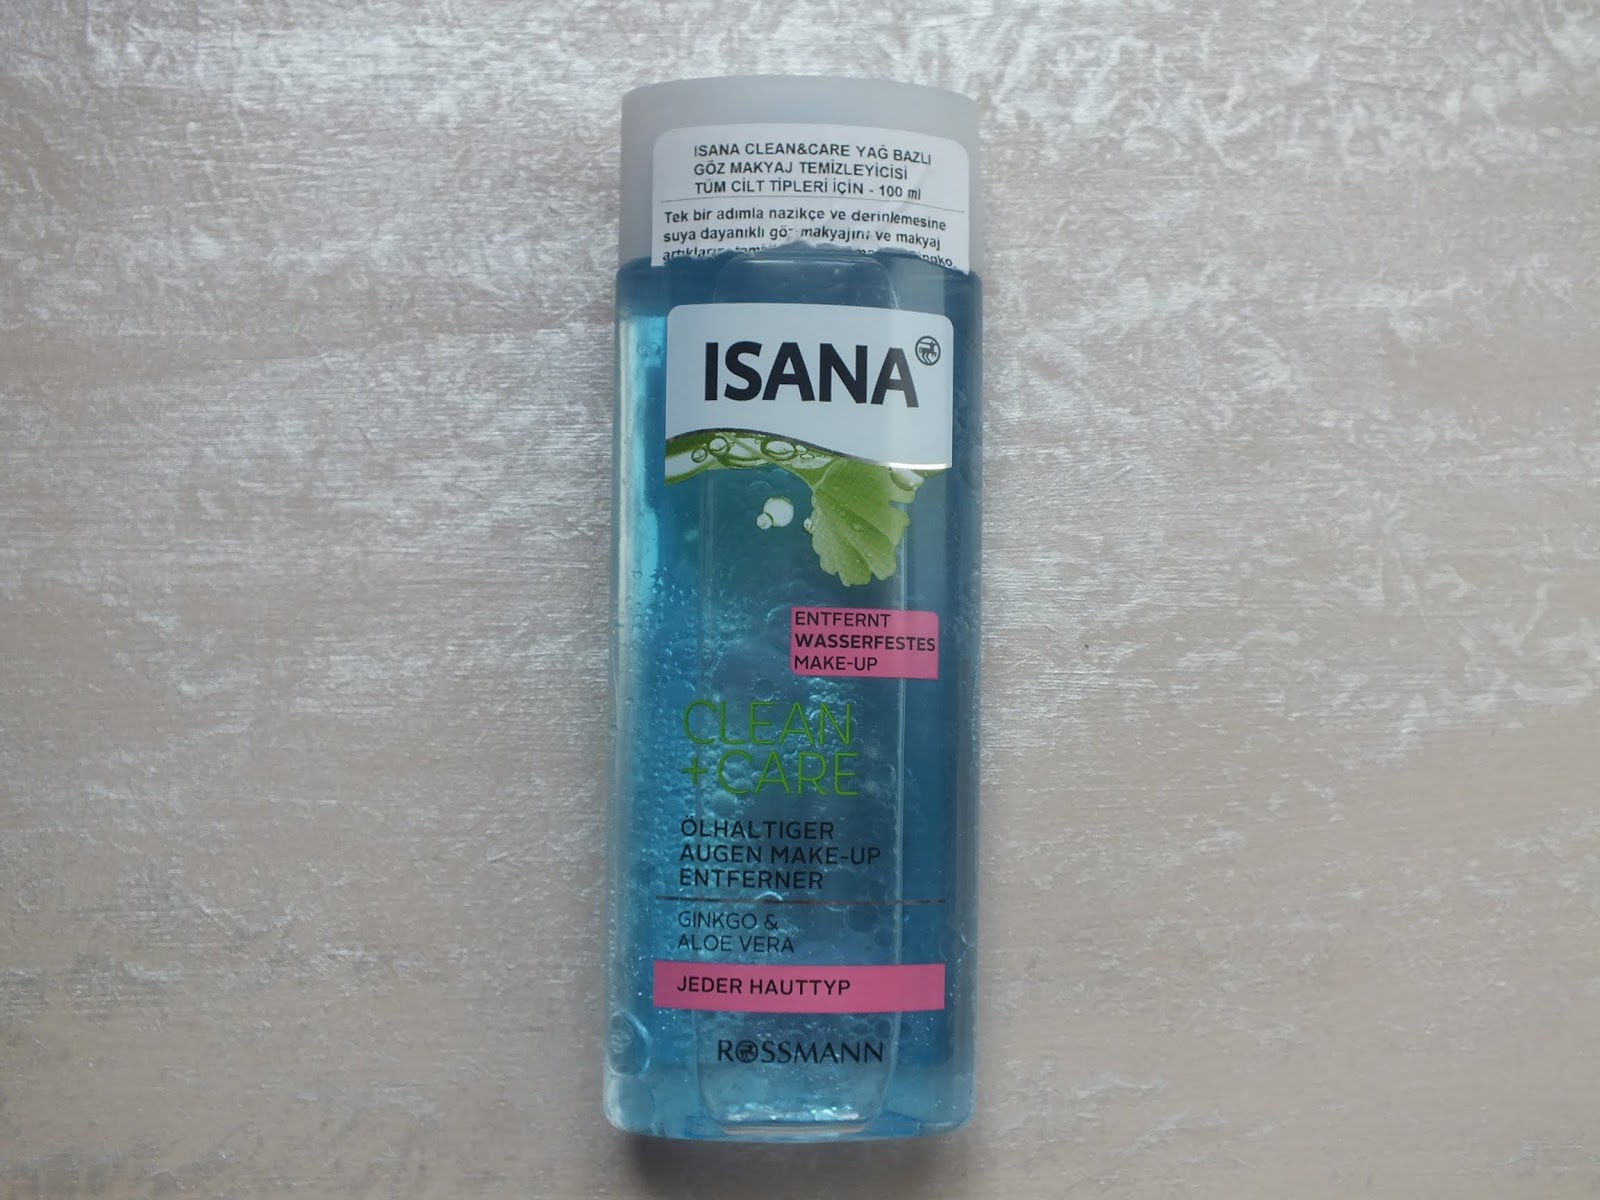 ISANA CLEAN&CARE YAĞ BAZLI
GÖZ MAKYAJ TEMİZLEYİCİSİ
TÜM CİLT TİPLERİ İÇİN - 100 ml
Tek bir adımla nazikçe ve derinlemesine
suya dayanıklı göz makyajını ve makyaj
ISANA
ENTFERNT
WASSERFESTES
MAKE-UP
CLEAN
+CARE
ÖLHALTIGER
AUGEN MAKE-UP
ENTFERNER
GINKGO &
ALOE VERA
JEDER HAUTTYP
ROSSMANN